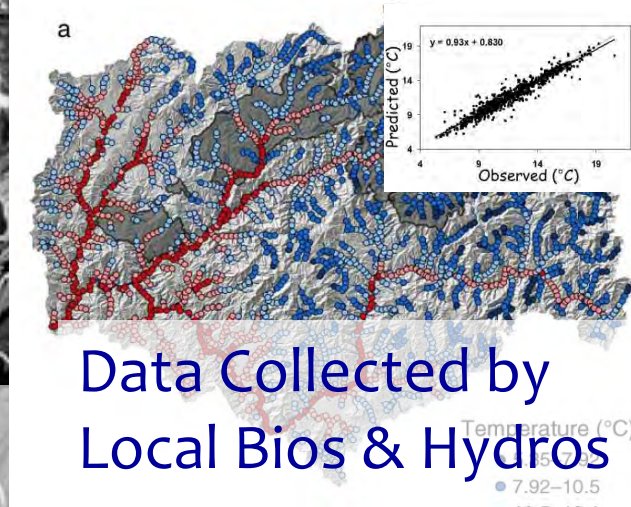 a
y = 0.93x + 0.830
Predicted (°C)
19
14
9
4
4 9 14 19
Observed (°C)
Data Collected by
Local Bios & Hydros
Temperature (°C)
7.92–10.5